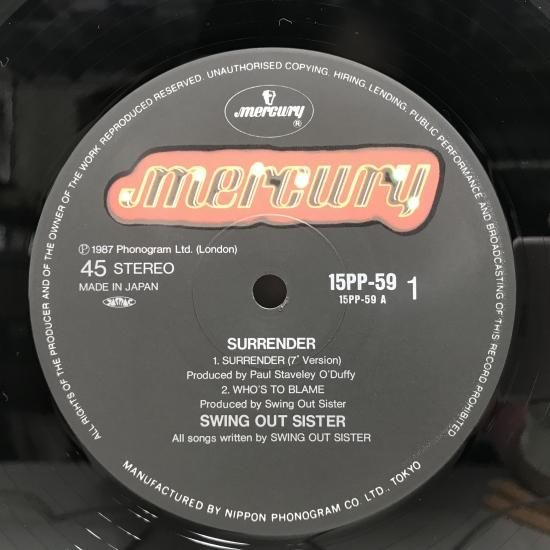 ALL RIGHTS OF THE PRODUCER AND OF THE OWNER OF THE WORK REPRODUCED RESERVED. UNAUTHORISED COPYING, HIRING, LENDING, PUBLIC PERFORMANCE AND BROADCASTING OF THIS RECORD PROHIBITED
mercury
®
mercury
Ⓟ 1987 Phonogram Ltd. (London)
45 STEREO
MADE IN JAPAN
15PP-59
15PP-59 A
1
SURRENDER
1. SURRENDER (7" Version)
Produced by Paul Staveley O'Duffy
2. WHO'S TO BLAME
Produced by Swing Out Sister
SWING OUT SISTER
All songs written by SWING OUT SISTER
MANUFACTURED BY NIPPON PHONOGRAM CO. LTD., TOKYO